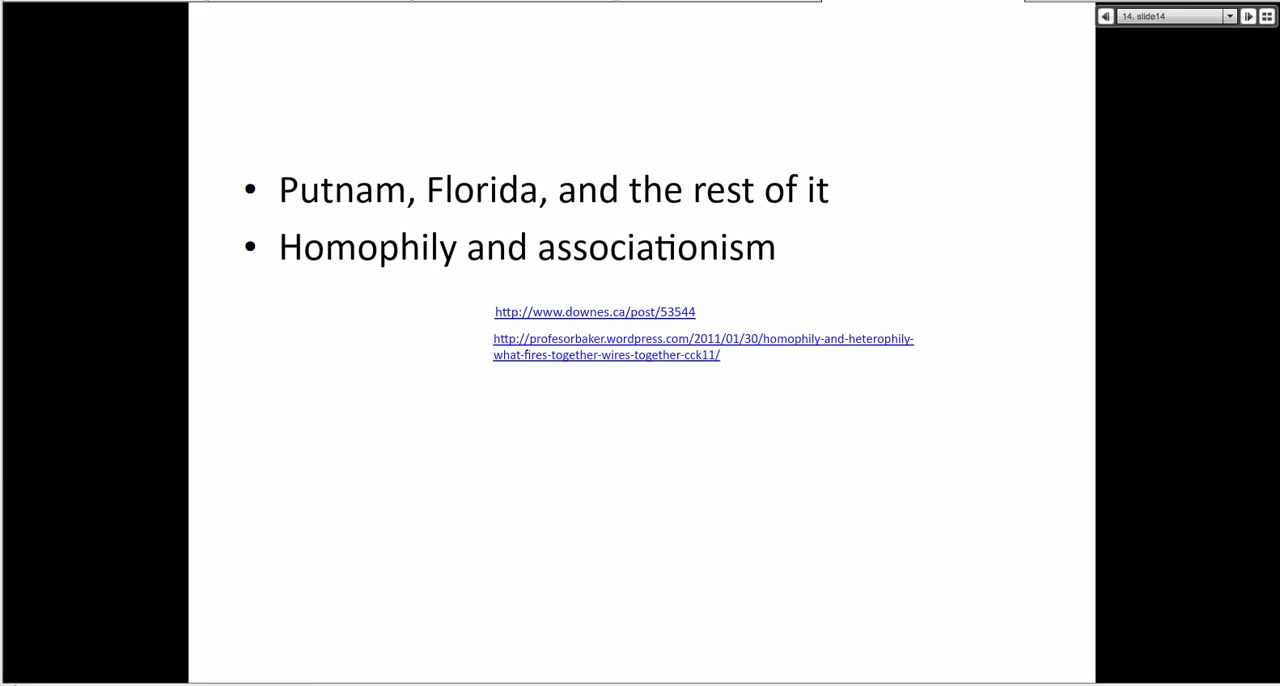 14. slide14
• Putnam, Florida, and the rest of it
• Homophily and associationism
http://www.downes.ca/post/53544
http://profesorbaker.wordpress.com/2011/01/30/homophily-and-heterophily-
what-fires-together-wires-together-cck11/